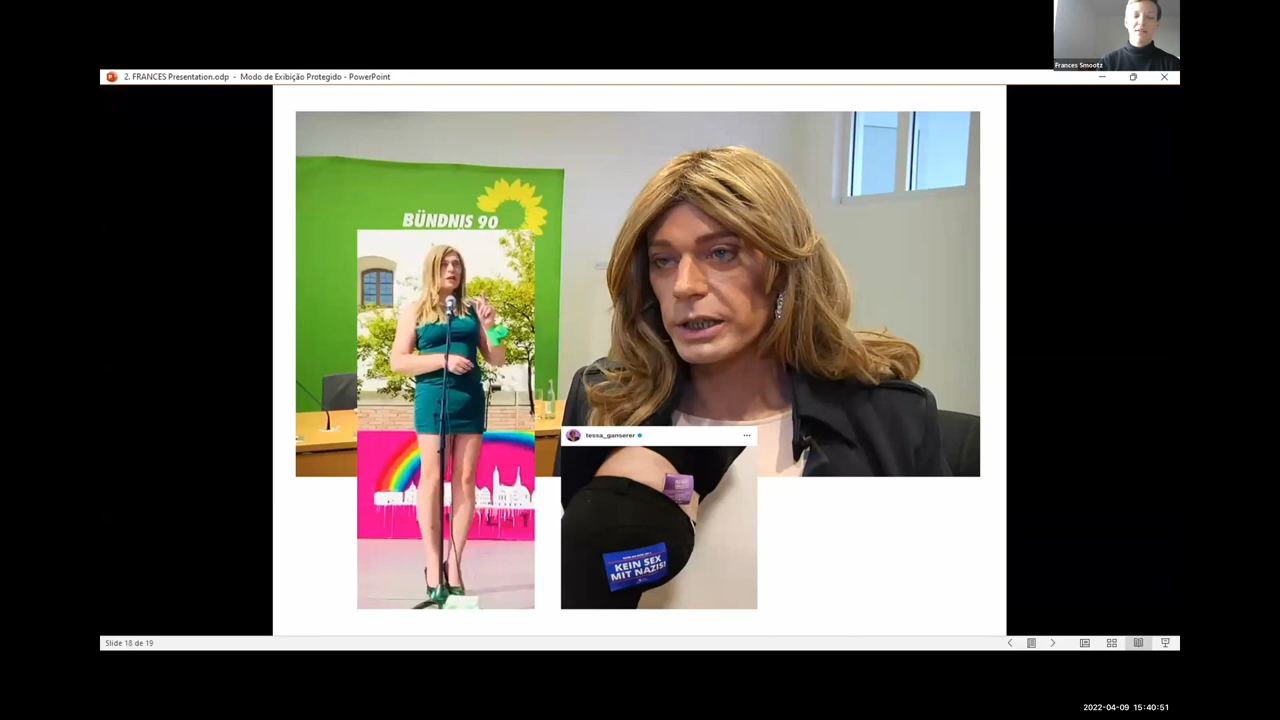 Frances Smootz
2. FRANCES Presentation.odp - Modo de Exibição Protegido - PowerPoint
BÜNDNIS 90
tessa_ganserer
KEIN SEX
MIT NAZIS!
Slide 18 de 19
2022-04-09 15:40:51